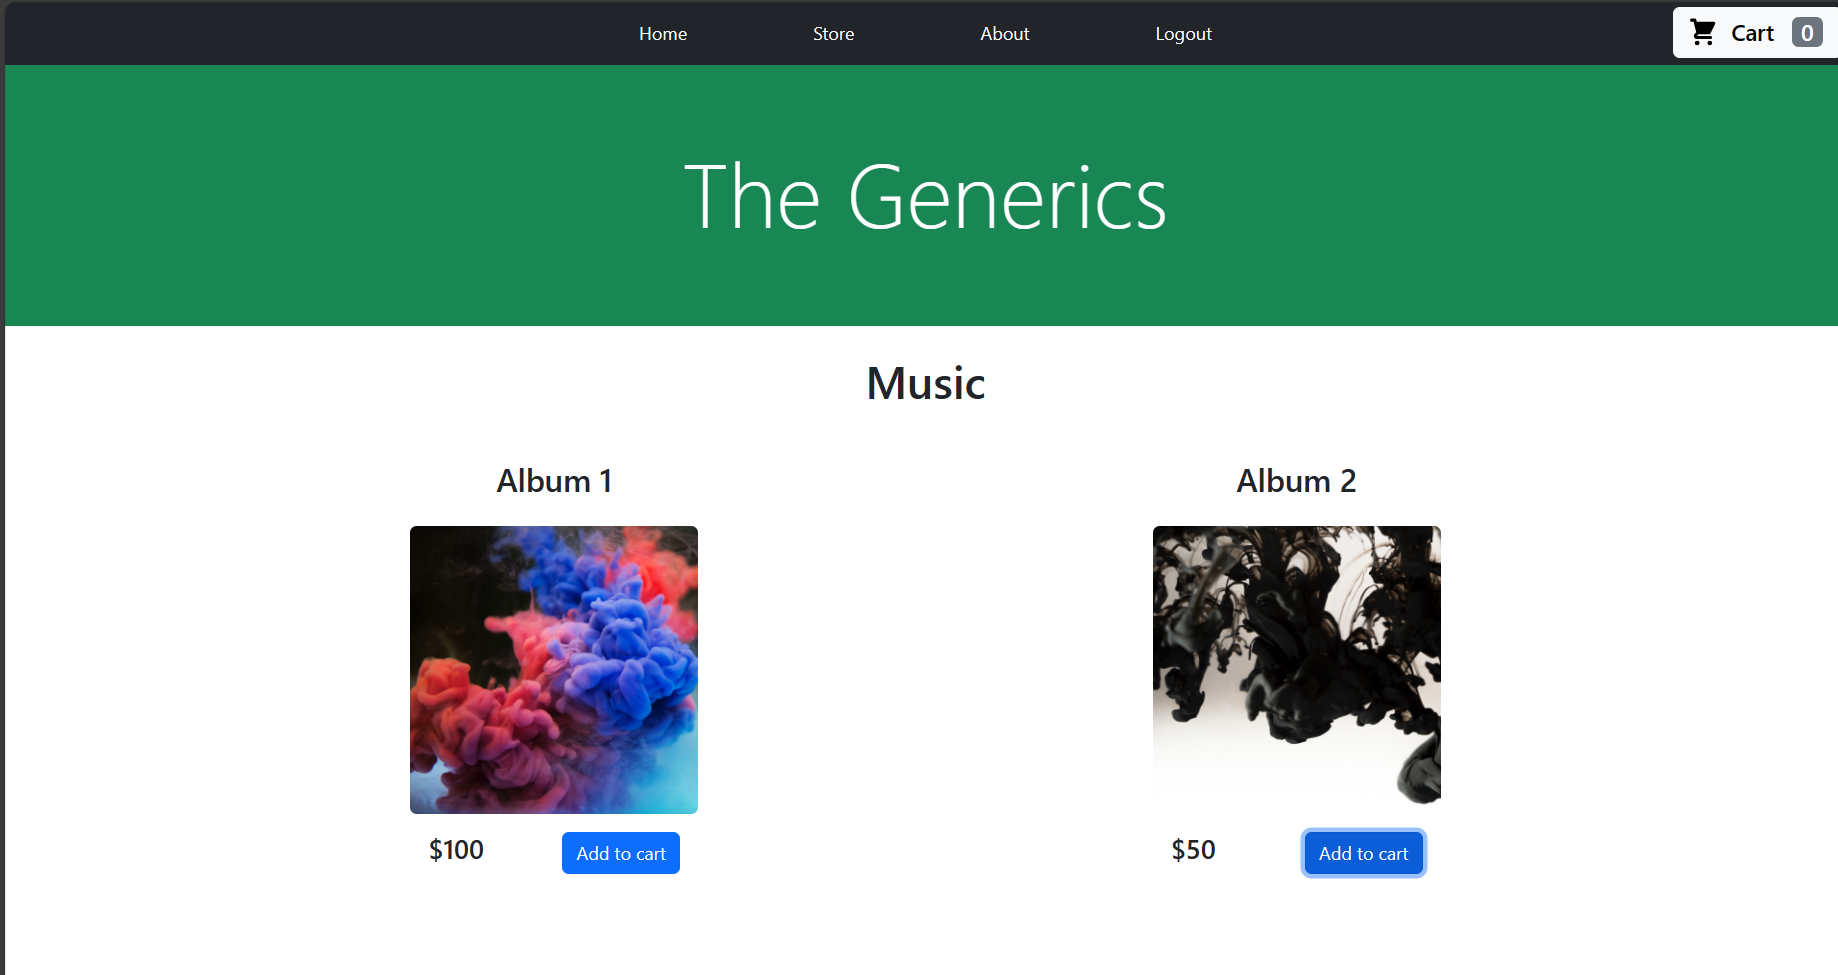 Home Store About Logout Cart 0
The Generics
Music
Album 1 Album 2
$100 Add to cart $50 Add to cart